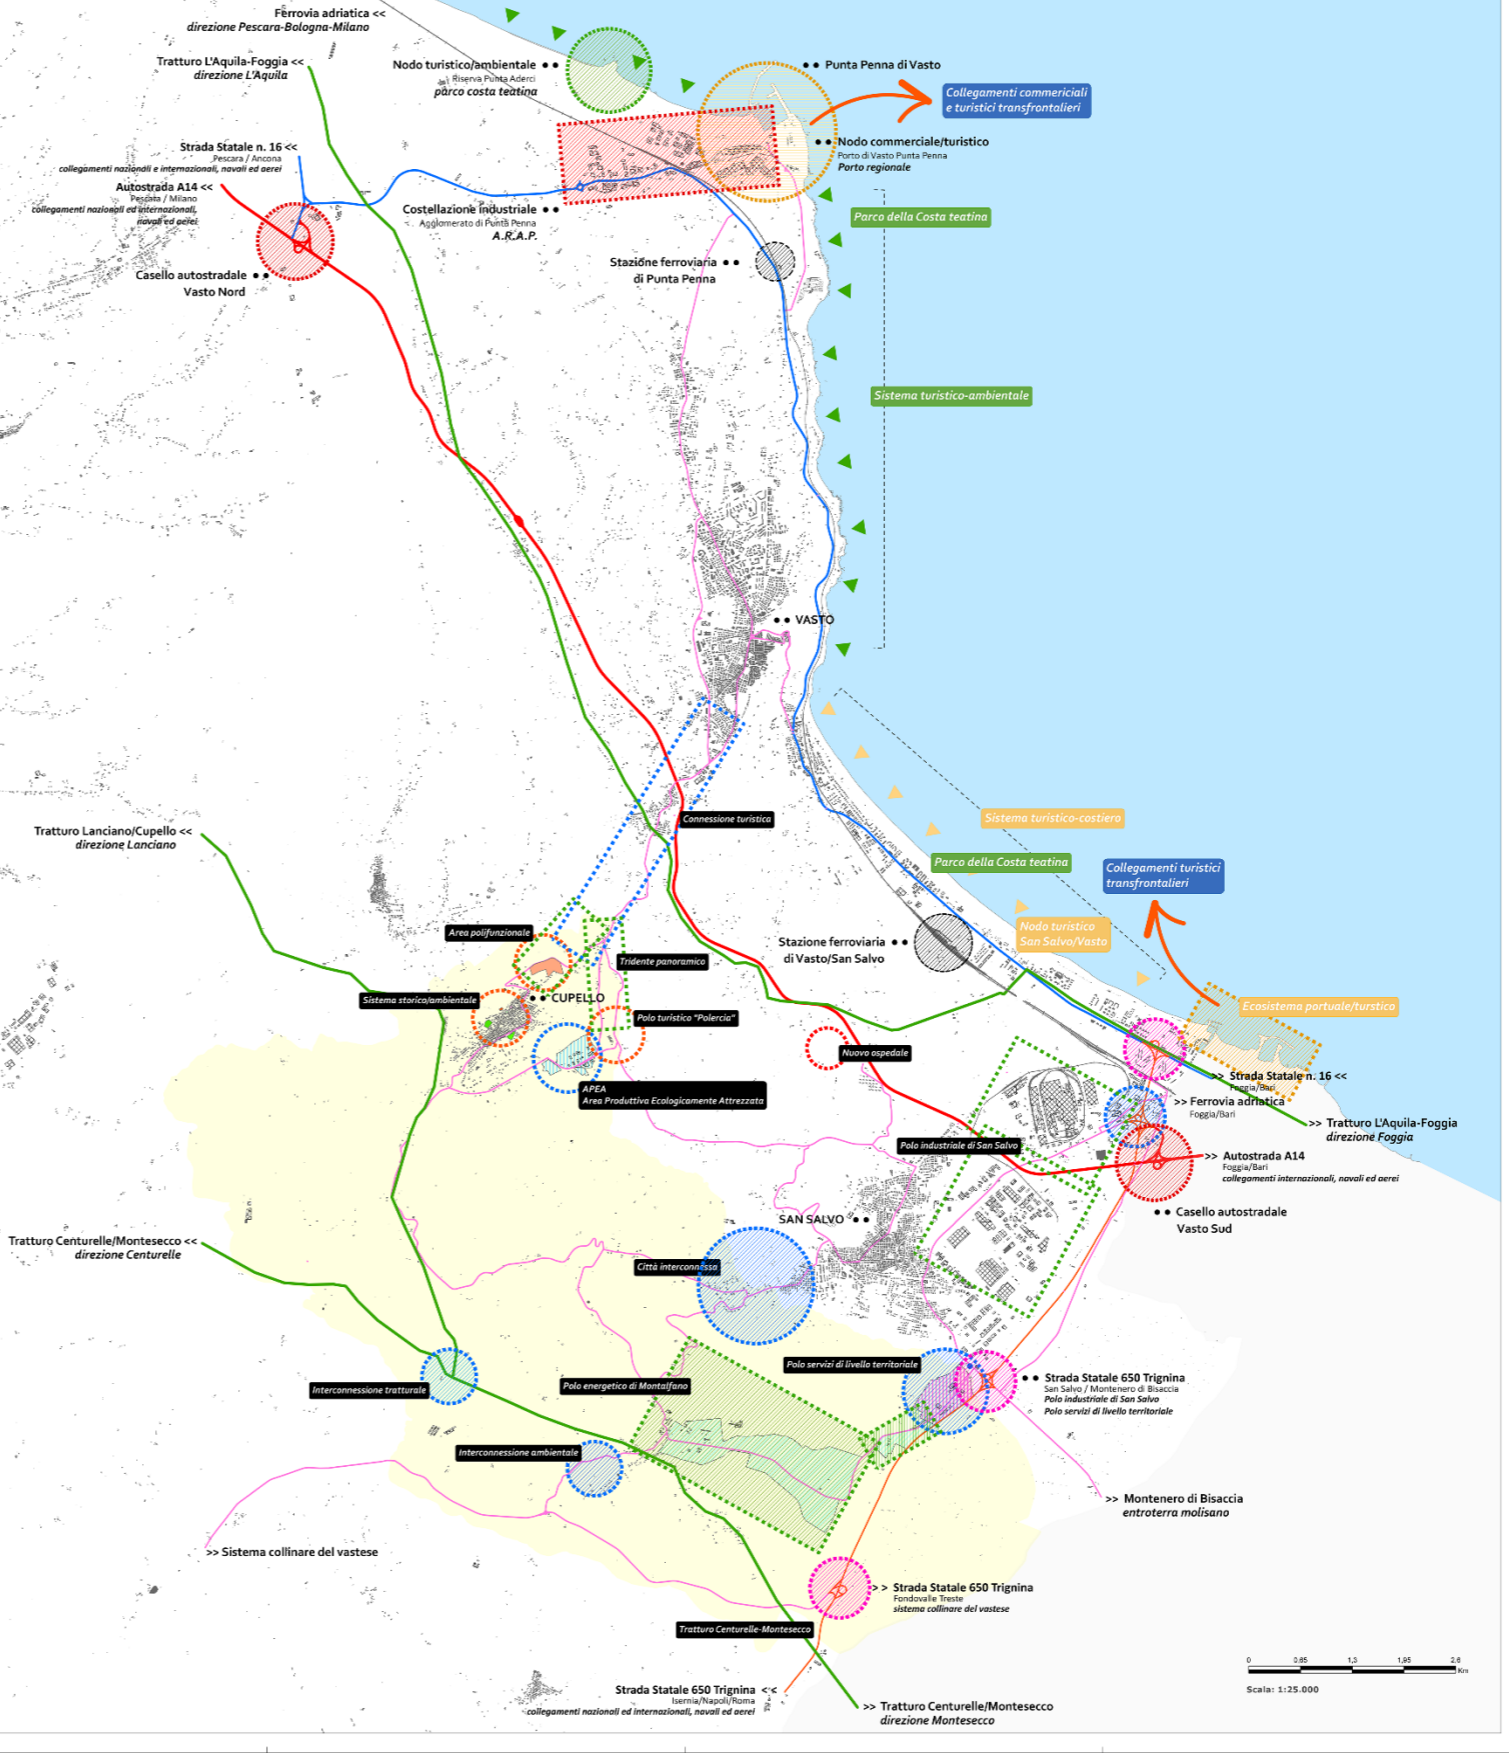 Ferrovia adriatica <<
direzione Pescara-Bologna-Milano
Tratturo L'Aquila-Foggia <<
direzione L'Aquila
Nodo turistico/ambientale ••
Riserva Punta Aderci
parco costa teatina
•• Punta Penna di Vasto
Collegamenti commericiali
e turistici transfrontalieri
Strada Statale n. 16 <<
Pescara / Ancona
collegamenti nazionali e internazionali, navali ed aerei
•• Nodo commerciale/turistico
Porto di Vasto Punta Penna
Porto regionale
Autostrada A14 <<
Pescara / Milano
collegamenti nazionali ed internazionali,
navali ed aerei
Costellazione industriale ••
Agglomerato di Punta Penna
A.R.A.P.
Parco della Costa teatina
Casello autostradale ••
Vasto Nord
Stazione ferroviaria ••
di Punta Penna
Sistema turistico-ambientale
•• VASTO
Connessione turistica
Sistema turistico-costiero
Tratturo Lanciano/Cupello <<
direzione Lanciano
Parco della Costa teatina
Collegamenti turistici
transfrontalieri
Area polifunzionale
Nodo turistico
San Salvo/Vasto
Stazione ferroviaria ••
di Vasto/San Salvo
Tridente panoramico
Sistema storico/ambientale
•• CUPELLO
Ecosistema portuale/turstico
Polo turistico "Polercia"
Nuovo ospedale
>> Strada Statale n. 16 <<
Foggia/Bari
APEA
Area Produttiva Ecologicamente Attrezzata
>> Ferrovia adriatica
Foggia/Bari
>> Tratturo L'Aquila-Foggia
direzione Foggia
Polo industriale di San Salvo
>> Autostrada A14
Foggia/Bari
collegamenti internazionali, navali ed aerei
SAN SALVO ••
•• Casello autostradale
Vasto Sud
Tratturo Centurelle/Montesecco <<
direzione Centurelle
Città interconnessa
Polo servizi di livello territoriale
Interconnessione tratturale
Polo energetico di Montalfano
•• Strada Statale 650 Trignina
San Salvo / Montenero di Bisaccia
Polo industriale di San Salvo
Polo servizi di livello territoriale
Interconnessione ambientale
>> Montenero di Bisaccia
entroterra molisano
>> Sistema collinare del vastese
>> Strada Statale 650 Trignina
Fondovalle Treste
sistema collinare del vastese
Tratturo Centurelle-Montesecco
0 0,65 1,3 1,95 2,6
Km
Scala: 1:25.000
Strada Statale 650 Trignina <<
Isernia/Napoli/Roma
collegamenti nazionali ed internazionali, navali ed aerei
>> Tratturo Centurelle/Montesecco
direzione Montesecco